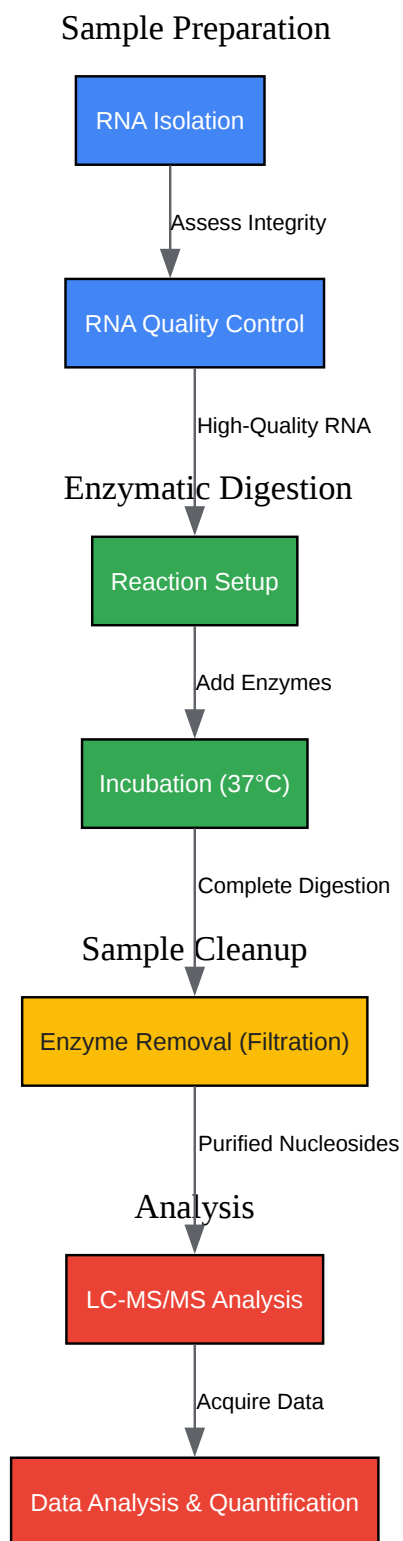 Sample Preparation
RNA Isolation
Assess Integrity
RNA Quality Control
High-Quality RNA
Enzymatic Digestion
Reaction Setup
Add Enzymes
Incubation (37°C)
Complete Digestion
Sample Cleanup
Enzyme Removal (Filtration)
Purified Nucleosides
Analysis
LC-MS/MS Analysis
Acquire Data
Data Analysis & Quantification